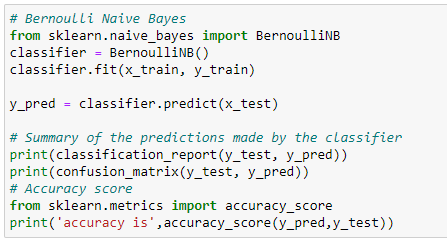 # Bernoulli Naive Bayes
from sklearn.naive_bayes import BernoulliNB
classifier = BernoulliNB()
classifier.fit(x_train, y_train)

y_pred = classifier.predict(x_test)

# Summary of the predictions made by the classifier
print(classification_report(y_test, y_pred))
print(confusion_matrix(y_test, y_pred))
# Accuracy score
from sklearn.metrics import accuracy_score
print('accuracy is',accuracy_score(y_pred,y_test))